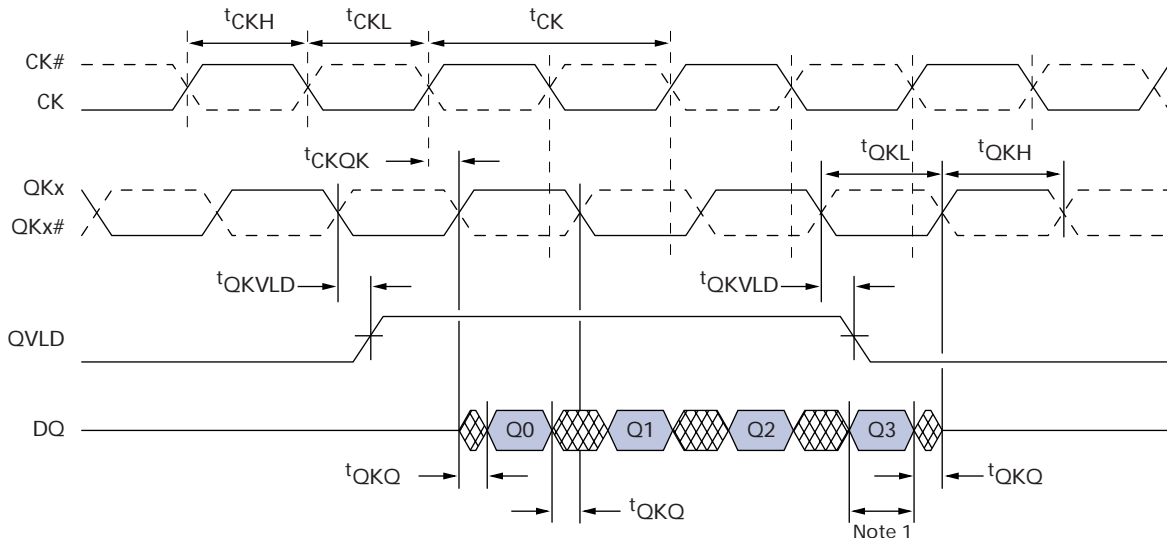 tCKH tCKL tCK
CK#
CK
tCKQK tQKL tQKH
QKx
QKx#
tQKVLD tQKVLD
QVLD
DQ Q0 Q1 Q2 Q3
tQKQ tQKQ tQKQ
Note 1